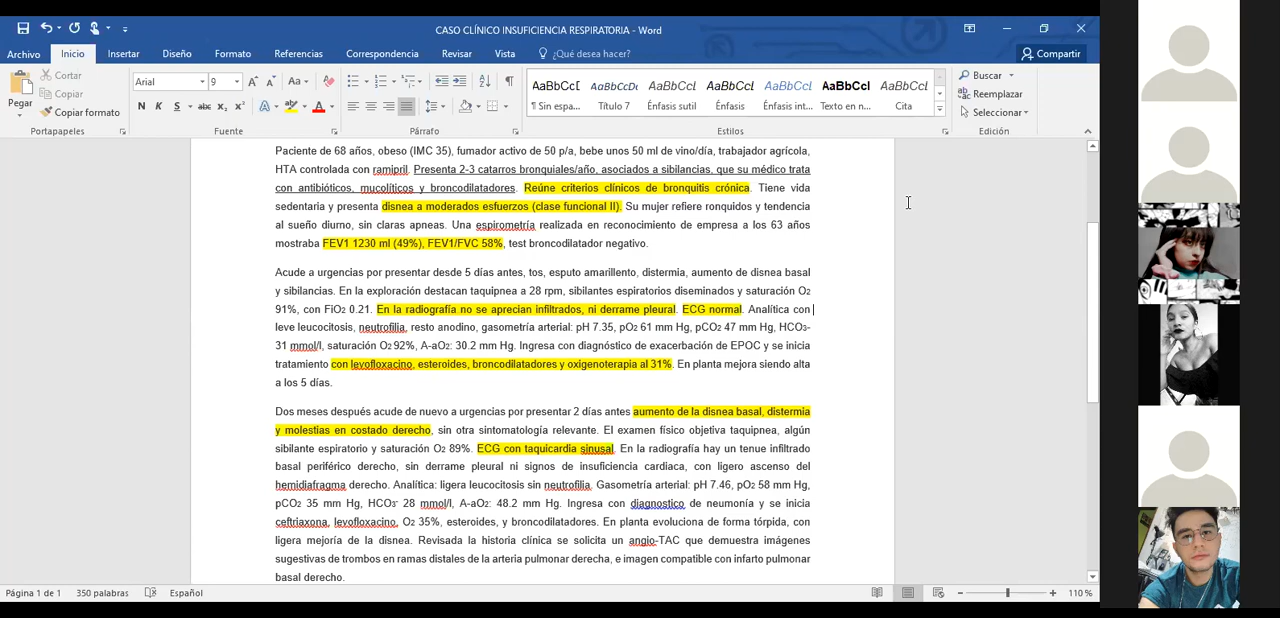 CASO CLÍNICO INSUFICIENCIA RESPIRATORIA - Word
Archivo Inicio Insertar Diseño Formato Referencias Correspondencia Revisar Vista ¿Qué desea hacer? Compartir
Pegar
Cortar
Copiar
Copiar formato
Portapapeles
Arial 9
N K S abc x₂ x²
Fuente
Párrafo
AaBbCcD AaBbCcDc AaBbCcl AaBbCcl AaBbCcl AaBbCcl AaBbCcl
¶ Sin espa... Título 7 Énfasis sutil Énfasis Énfasis int... Texto en n... Cita
Estilos
Buscar
Reemplazar
Seleccionar
Edición
Paciente de 68 años, obeso (IMC 35), fumador activo de 50 p/a, bebe unos 50 ml de vino/día, trabajador agrícola,
HTA controlada con ramipril. Presenta 2-3 catarros bronquiales/año, asociados a sibilancias, que su médico trata
con antibióticos, mucolíticos y broncodilatadores. Reúne criterios clínicos de bronquitis crónica. Tiene vida
sedentaria y presenta disnea a moderados esfuerzos (clase funcional II). Su mujer refiere ronquidos y tendencia
al sueño diurno, sin claras apneas. Una espirometría realizada en reconocimiento de empresa a los 63 años
mostraba FEV1 1230 ml (49%), FEV1/FVC 58%, test broncodilatador negativo.
Acude a urgencias por presentar desde 5 días antes, tos, esputo amarillento, distermia, aumento de disnea basal
y sibilancias. En la exploración destacan taquipnea a 28 rpm, sibilantes espiratorios diseminados y saturación O2
91%, con FiO2 0.21. En la radiografía no se aprecian infiltrados, ni derrame pleural. ECG normal. Analítica con
leve leucocitosis, neutrofilia, resto anodino, gasometría arterial: pH 7.35, pO2 61 mm Hg, pCO2 47 mm Hg, HCO3-
31 mmol/l, saturación O2 92%, A-aO2: 30.2 mm Hg. Ingresa con diagnóstico de exacerbación de EPOC y se inicia
tratamiento con levofloxacino, esteroides, broncodilatadores y oxigenoterapia al 31%. En planta mejora siendo alta
a los 5 días.
Dos meses después acude de nuevo a urgencias por presentar 2 días antes aumento de la disnea basal, distermia
y molestias en costado derecho, sin otra sintomatología relevante. El examen físico objetiva taquipnea, algún
sibilante espiratorio y saturación O2 89%. ECG con taquicardia sinusal. En la radiografía hay un tenue infiltrado
basal periférico derecho, sin derrame pleural ni signos de insuficiencia cardiaca, con ligero ascenso del
hemidiafragma derecho. Analítica: ligera leucocitosis sin neutrofilia. Gasometría arterial: pH 7.46, pO2 58 mm Hg,
pCO2 35 mm Hg, HCO3- 28 mmol/l, A-aO2: 48.2 mm Hg. Ingresa con diagnostico de neumonía y se inicia
ceftriaxona, levofloxacino, O2 35%, esteroides, y broncodilatadores. En planta evoluciona de forma tórpida, con
ligera mejoría de la disnea. Revisada la historia clínica se solicita un angio-TAC que demuestra imágenes
sugestivas de trombos en ramas distales de la arteria pulmonar derecha, e imagen compatible con infarto pulmonar
basal derecho.
Página 1 de 1 350 palabras Español 110 %